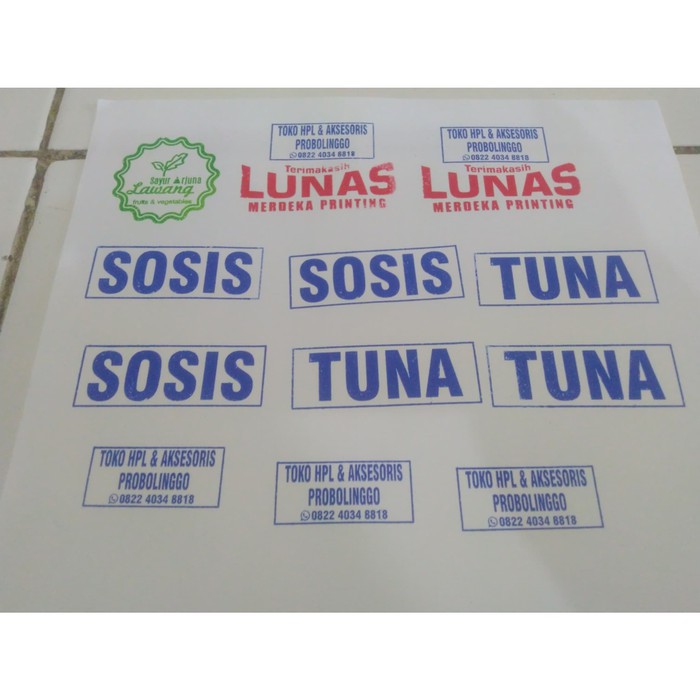 TOKO HPL & AKSESORIS
PROBOLINGGO
0822 4034 8818
TOKO HPL & AKSESORIS
PROBOLINGGO
0822 4034 8818
Sayur Arjuna
Lawang
fruits & vegetables
Terimakasih
LUNAS
MERDEKA PRINTING
Terimakasih
LUNAS
MERDEKA PRINTING
SOSIS
SOSIS
TUNA
SOSIS
TUNA
TUNA
TOKO HPL & AKSESORIS
PROBOLINGGO
0822 4034 8818
TOKO HPL & AKSESORIS
PROBOLINGGO
0822 4034 8818
TOKO HPL & AKSESORIS
PROBOLINGGO
0822 4034 8818